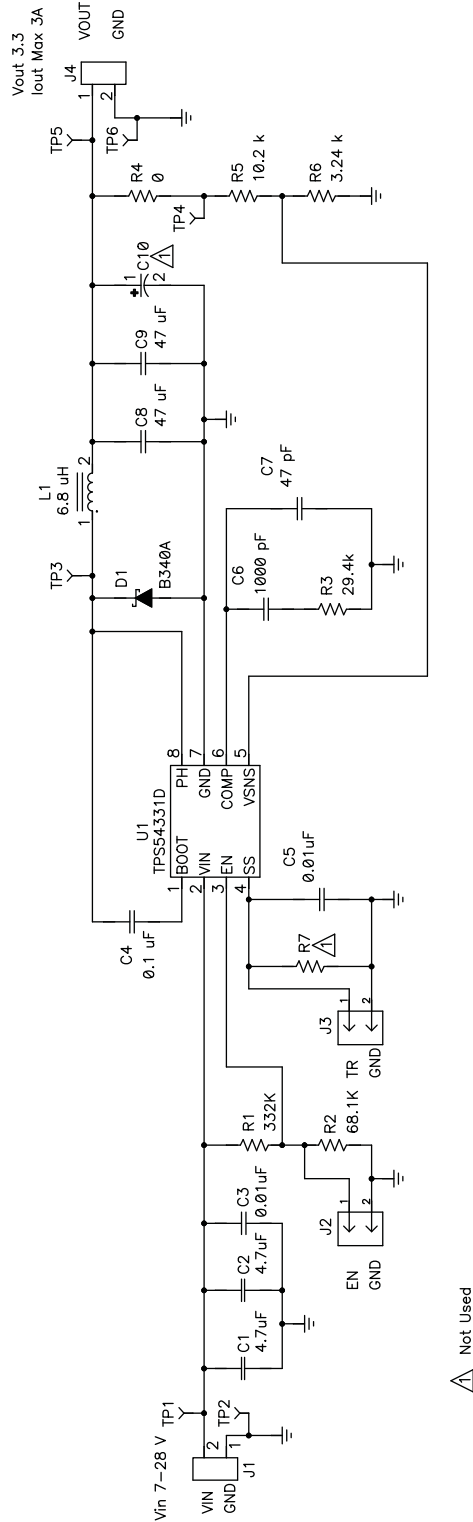 Vin 7-28 V
VIN
GND
2
1
J1
TP1
TP2
C1
4.7uF
C2
4.7uF
C3
0.01uF
R1
332K
R2
68.1K
J2
1
2
EN
GND
J3
1
2
TR
GND
R7
1
C5
0.01uF
C4
0.1 uF
U1
TPS54331D
1
BOOT
2
VIN
3
EN
4
SS
8
PH
7
GND
6
COMP
5
VSNS
TP3
D1
B340A
L1
6.8 uH
1
2
C6
1000 pF
R3
29.4k
C7
47 pF
C8
47 uF
C9
47 uF
C10
1
+
1
2
R4
0
TP4
R5
10.2 k
R6
3.24 k
TP5
TP6
Vout 3.3
Iout Max 3A
J4
1
2
VOUT
GND
1 Not Used